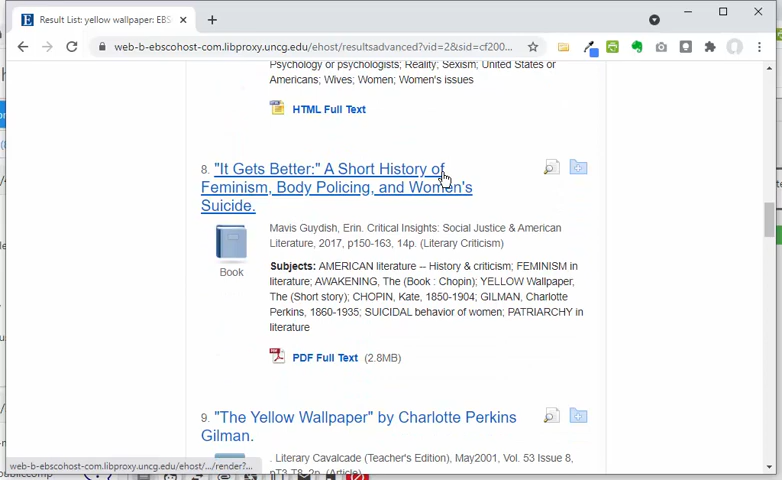 Result List: yellow wallpaper: EBS
web-b-ebscohost-com.libproxy.uncg.edu/ehost/resultsadvanced?vid=2&sid=cf200...
Psychology or psychologists; Reality; Sexism; United States or
Americans; Wives; Women; Women's issues
HTML Full Text
8. "It Gets Better:" A Short History of
Feminism, Body Policing, and Women's
Suicide.
Mavis Guydish, Erin. Critical Insights: Social Justice & American
Literature, 2017, p150-163, 14p. (Literary Criticism)
Book
Subjects: AMERICAN literature -- History & criticism; FEMINISM in
literature; AWAKENING, The (Book : Chopin); YELLOW Wallpaper,
The (Short story); CHOPIN, Kate, 1850-1904; GILMAN, Charlotte
Perkins, 1860-1935; SUICIDAL behavior of women; PATRIARCHY in
literature
PDF Full Text (2.8MB)
9. "The Yellow Wallpaper" by Charlotte Perkins
Gilman.
. Literary Cavalcade (Teacher's Edition), May2001, Vol. 53 Issue 8,
pT3-T8, 2p. (Article)
web-b-ebscohost-com.libproxy.uncg.edu/ehost/.../render?...